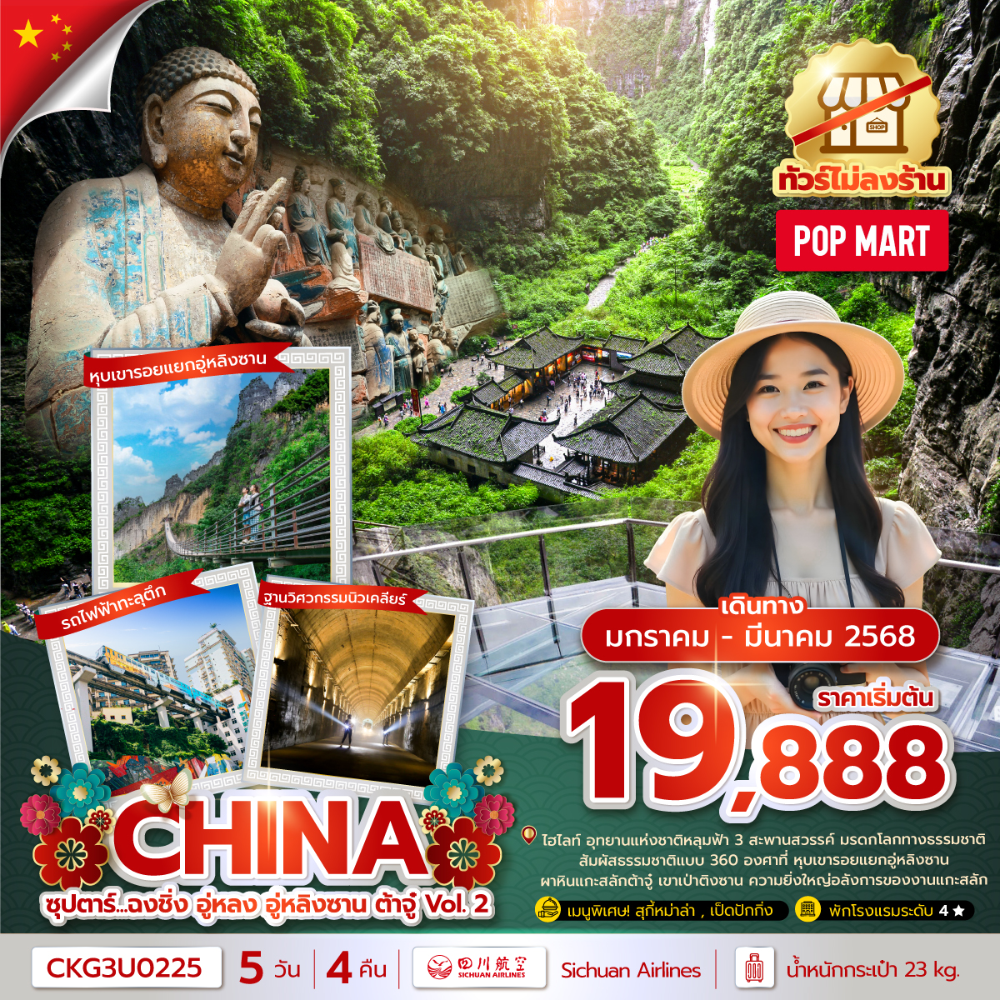 SHOP
ทัวร์ไม่ลงร้าน
POP MART
หุบเขารอยแยกอู่หลิงซาน
รถไฟฟ้าทะลุตึก
ฐานวิศวกรรมนิวเคลียร์
เดินทาง
มกราคม - มีนาคม 2568
ราคาเริ่มต้น
19,888
CHINA
ซุปตาร์...ฉงชิ่ง อู่หลง อู่หลิงซาน ต้าจู๋ Vol. 2
ไฮไลท์ อุทยานแห่งชาติหลุมฟ้า 3 สะพานสวรรค์ มรดกโลกทางธรรมชาติ
สัมผัสธรรมชาติแบบ 360 องศาที่ หุบเขารอยแยกอู่หลิงซาน
ผาหินแกะสลักต้าจู๋ เขาเป่าติงซาน ความยิ่งใหญ่อลังการของงานแกะสลัก
เมนูพิเศษ! สุกี้หม่าล่า , เป็ดปักกิ่ง
พักโรงแรมระดับ 4 ★
CKG3U0225
5 วัน
4 คืน
四川航空
SICHUAN AIRLINES
Sichuan Airlines
น้ำหนักกระเป๋า 23 kg.